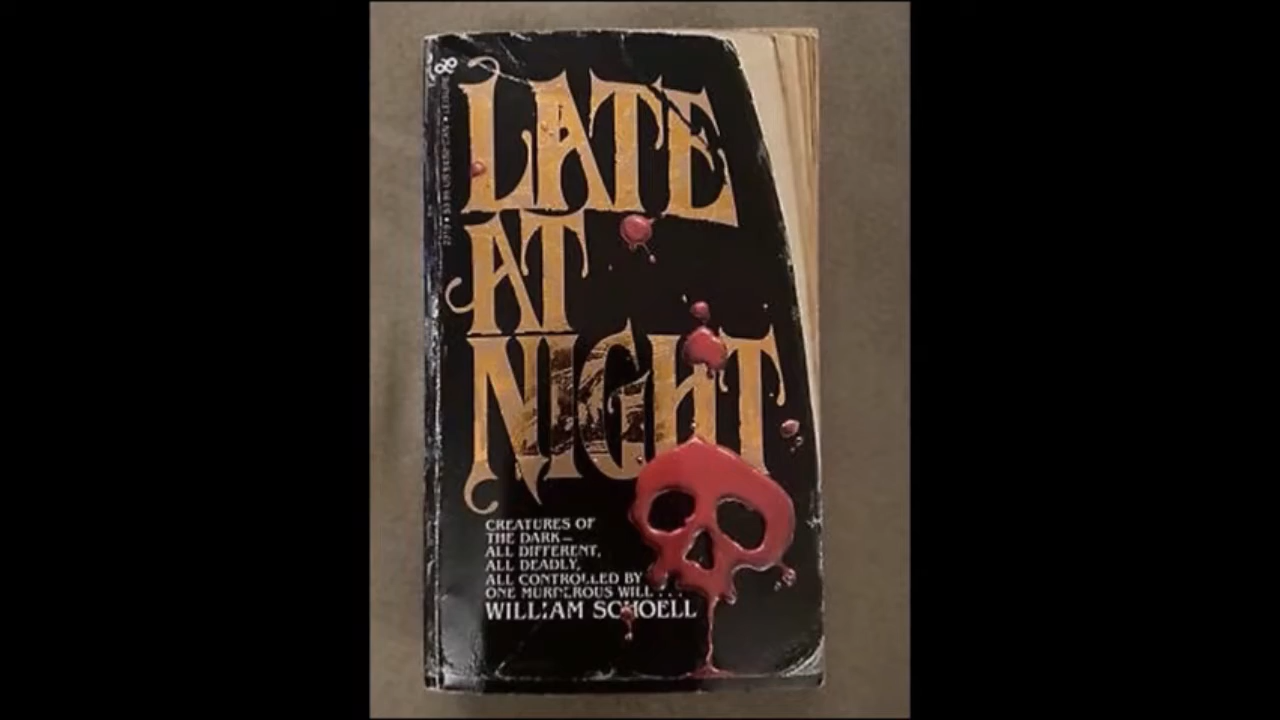 LATE
AT
NIGHT
CREATURES OF
THE DARK—
ALL DIFFERENT,
ALL DEADLY,
ALL CONTROLLED BY
ONE MURDEROUS WILL . . .
WILLIAM SCHOELL
LEISURE